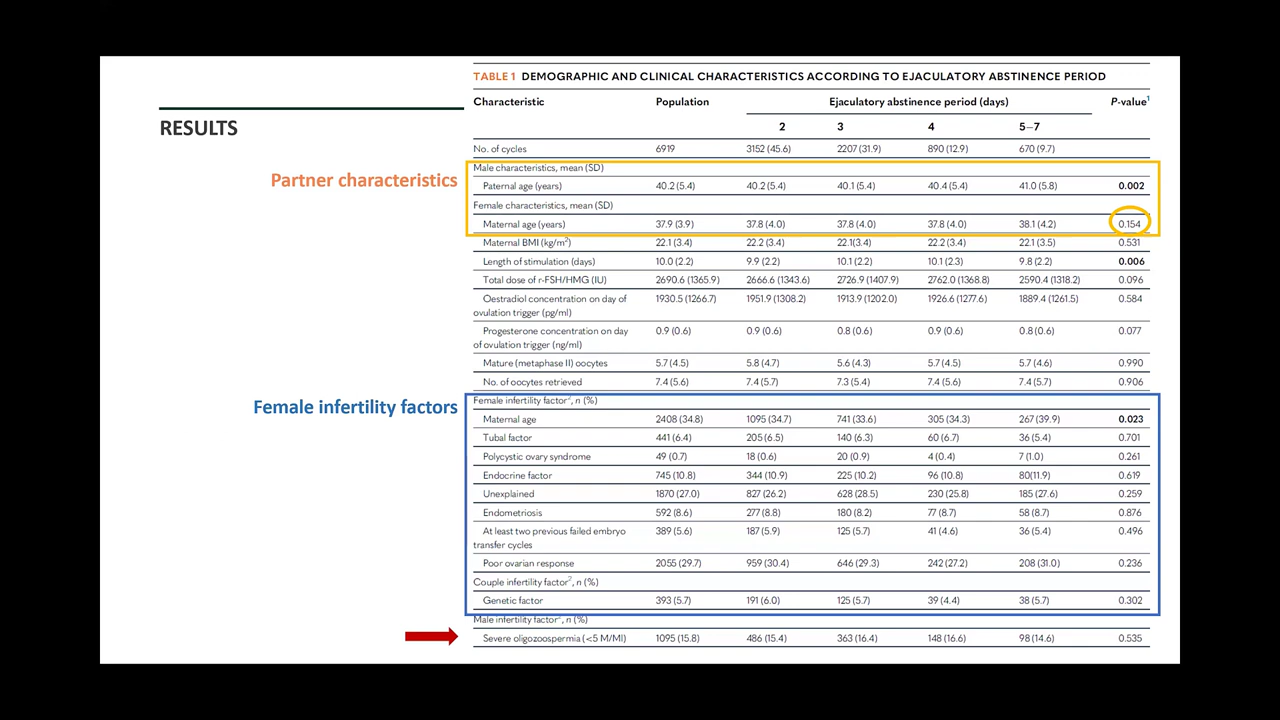 TABLE 1 DEMOGRAPHIC AND CLINICAL CHARACTERISTICS ACCORDING TO EJACULATORY ABSTINENCE PERIOD
Characteristic Population Ejaculatory abstinence period (days) P-value¹
2 3 4 5–7
RESULTS
No. of cycles 6919 3152 (45.6) 2207 (31.9) 890 (12.9) 670 (9.7)
Partner characteristics
Male characteristics, mean (SD)
Paternal age (years) 40.2 (5.4) 40.2 (5.4) 40.1 (5.4) 40.4 (5.4) 41.0 (5.8) 0.002
Female characteristics, mean (SD)
Maternal age (years) 37.9 (3.9) 37.8 (4.0) 37.8 (4.0) 37.8 (4.0) 38.1 (4.2) 0.154
Maternal BMI (kg/m²) 22.1 (3.4) 22.2 (3.4) 22.1(3.4) 22.2 (3.4) 22.1 (3.5) 0.531
Length of stimulation (days) 10.0 (2.2) 9.9 (2.2) 10.1 (2.2) 10.1 (2.3) 9.8 (2.2) 0.006
Total dose of r-FSH/HMG (IU) 2690.6 (1365.9) 2666.6 (1343.6) 2726.9 (1407.9) 2762.0 (1368.8) 2590.4 (1318.2) 0.096
Oestradiol concentration on day of 1930.5 (1266.7) 1951.9 (1308.2) 1913.9 (1202.0) 1926.6 (1277.6) 1889.4 (1261.5) 0.584
ovulation trigger (pg/ml)
Progesterone concentration on day 0.9 (0.6) 0.9 (0.6) 0.8 (0.6) 0.9 (0.6) 0.8 (0.6) 0.077
of ovulation trigger (ng/ml)
Mature (metaphase II) oocytes 5.7 (4.5) 5.8 (4.7) 5.6 (4.3) 5.7 (4.5) 5.7 (4.6) 0.990
No. of oocytes retrieved 7.4 (5.6) 7.4 (5.7) 7.3 (5.4) 7.4 (5.6) 7.4 (5.7) 0.906
Female infertility factors
Female infertility factor², n (%)
Maternal age 2408 (34.8) 1095 (34.7) 741 (33.6) 305 (34.3) 267 (39.9) 0.023
Tubal factor 441 (6.4) 205 (6.5) 140 (6.3) 60 (6.7) 36 (5.4) 0.701
Polycystic ovary syndrome 49 (0.7) 18 (0.6) 20 (0.9) 4 (0.4) 7 (1.0) 0.261
Endocrine factor 745 (10.8) 344 (10.9) 225 (10.2) 96 (10.8) 80(11.9) 0.619
Unexplained 1870 (27.0) 827 (26.2) 628 (28.5) 230 (25.8) 185 (27.6) 0.259
Endometriosis 592 (8.6) 277 (8.8) 180 (8.2) 77 (8.7) 58 (8.7) 0.876
At least two previous failed embryo 389 (5.6) 187 (5.9) 125 (5.7) 41 (4.6) 36 (5.4) 0.496
transfer cycles
Poor ovarian response 2055 (29.7) 959 (30.4) 646 (29.3) 242 (27.2) 208 (31.0) 0.236
Couple infertility factor², n (%)
Genetic factor 393 (5.7) 191 (6.0) 125 (5.7) 39 (4.4) 38 (5.7) 0.302
Male infertility factor², n (%)
Severe oligozoospermia (<5 M/Ml) 1095 (15.8) 486 (15.4) 363 (16.4) 148 (16.6) 98 (14.6) 0.535